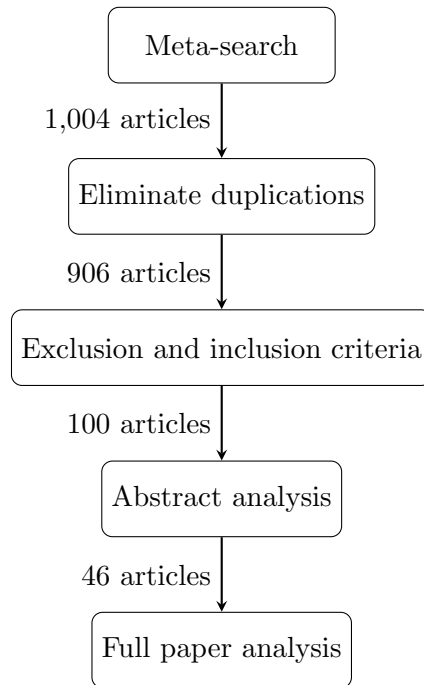 Meta-search
1,004 articles
Eliminate duplications
906 articles
Exclusion and inclusion criteria
100 articles
Abstract analysis
46 articles
Full paper analysis